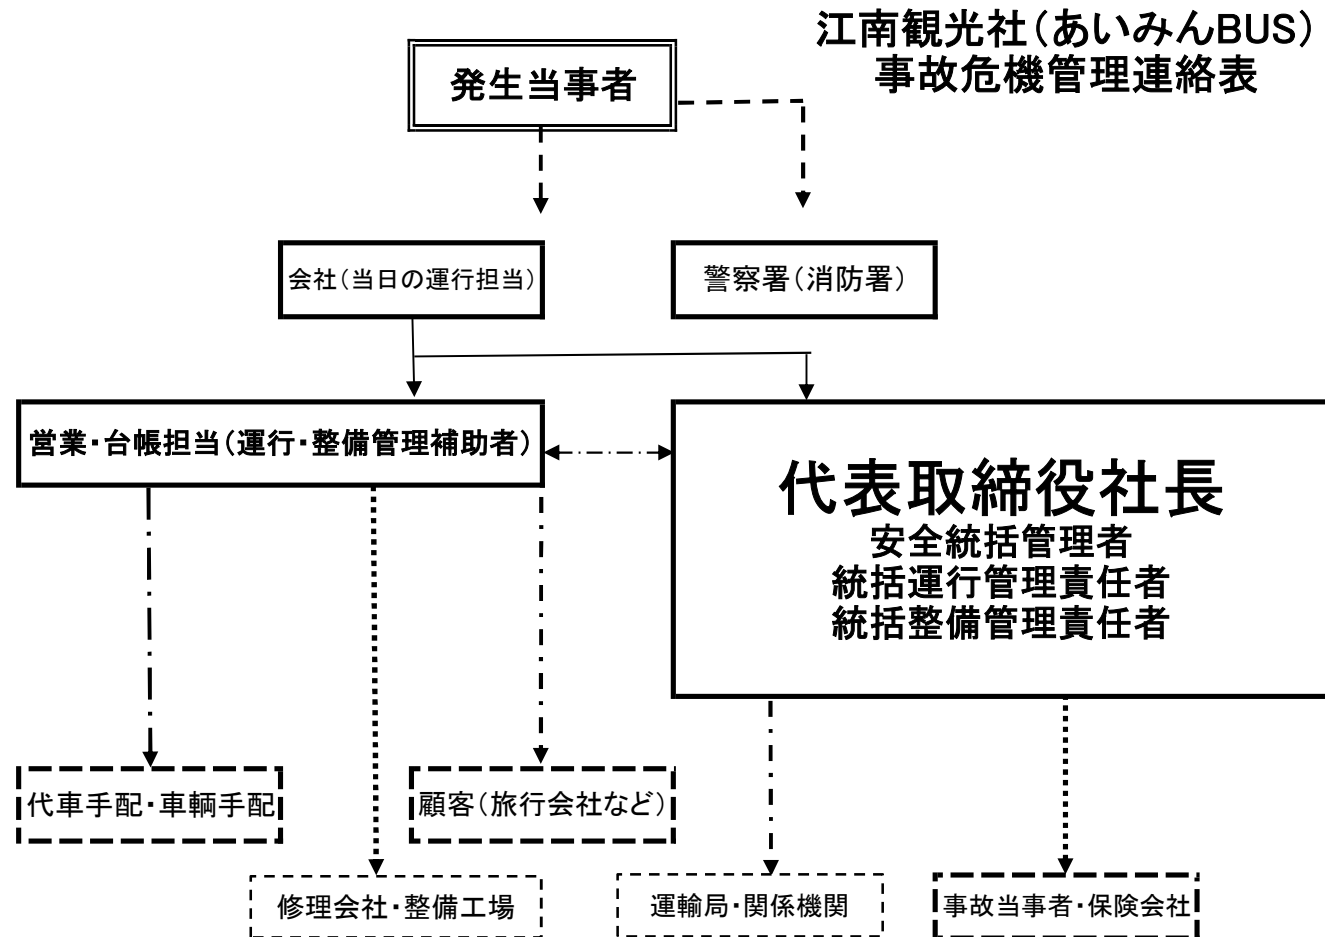 江南観光社(あいみんBUS)
事故危機管理連絡表
発生当事者
会社(当日の運行担当)
警察署(消防署)
営業・台帳担当(運行・整備管理補助者)
代表取締役社長
安全統括管理者
統括運行管理責任者
統括整備管理責任者
代車手配・車輌手配
顧客(旅行会社など)
修理会社・整備工場
運輸局・関係機関
事故当事者・保険会社